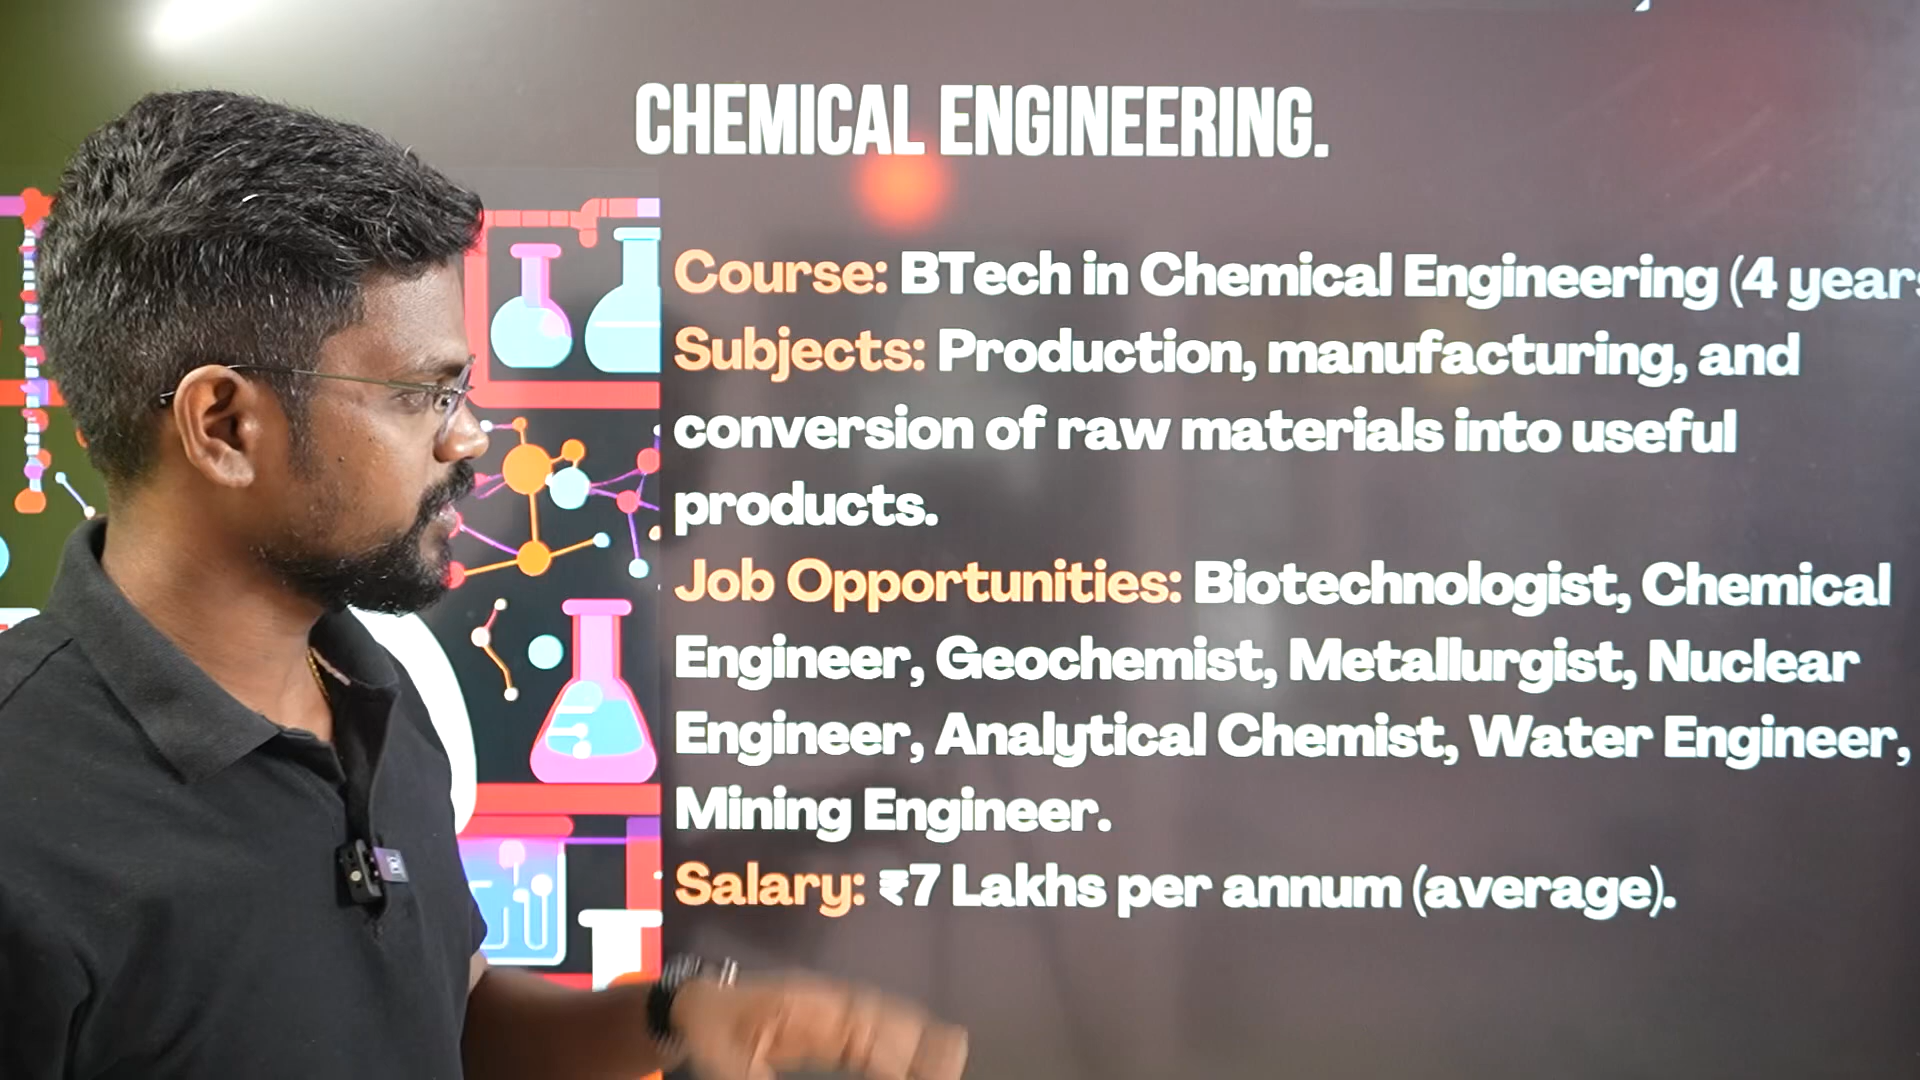 CHEMICAL ENGINEERING.
Course: BTech in Chemical Engineering (4 years
Subjects: Production, manufacturing, and
conversion of raw materials into useful
products.
Job Opportunities: Biotechnologist, Chemical
Engineer, Geochemist, Metallurgist, Nuclear
Engineer, Analytical Chemist, Water Engineer,
Mining Engineer.
Salary: ₹7 Lakhs per annum (average).